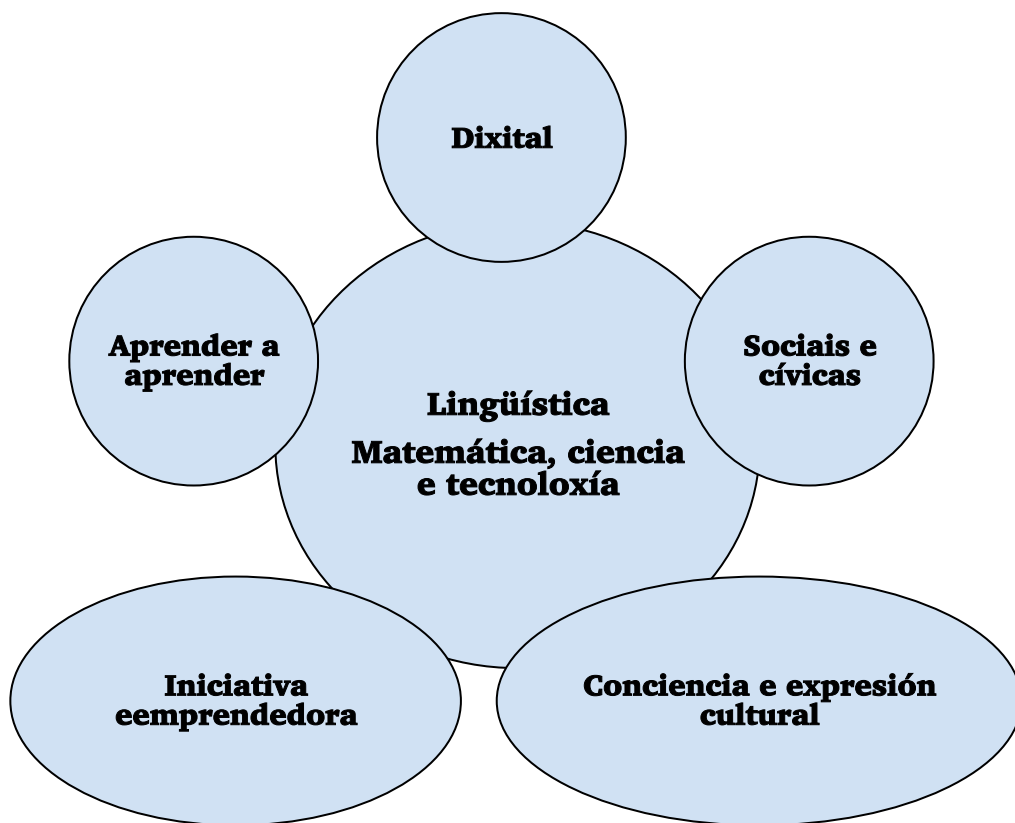 Dixital
Aprender a
aprender
Sociais e
cívicas
Lingüística
Matemática, ciencia
e tecnoloxía
Iniciativa
eemprendedora
Conciencia e expresión
cultural